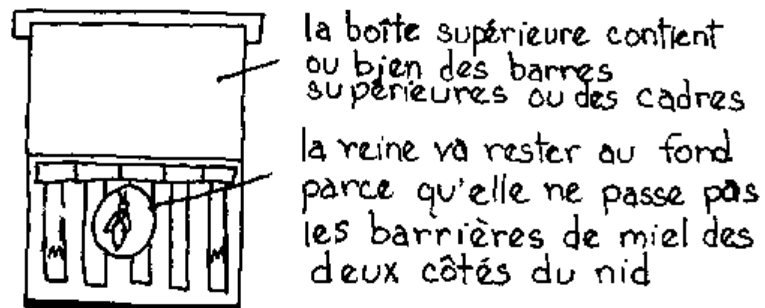 la boîte supérieure contient
ou bien des barres
supérieures ou des cadres
la reine va rester au fond
parce qu'elle ne passe pas
les barrières de miel des
deux côtés du nid
M M